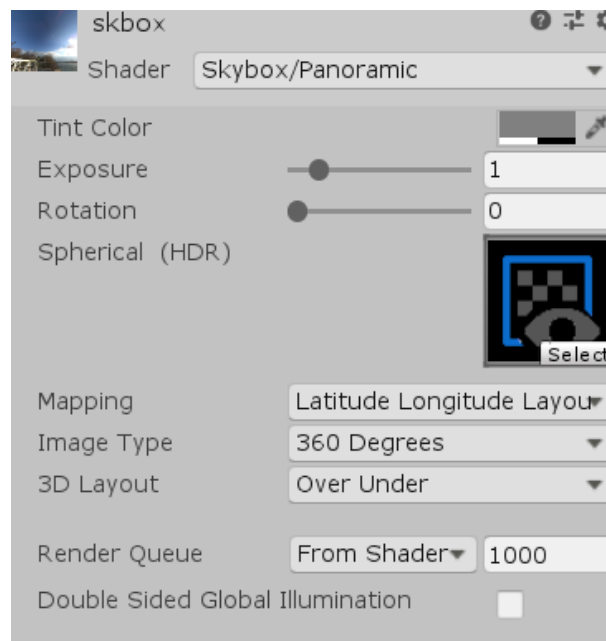 skbox
Shader Skybox/Panoramic
Tint Color
Exposure 1
Rotation 0
Spherical (HDR)
Select
Mapping Latitude Longitude Layou
Image Type 360 Degrees
3D Layout Over Under
Render Queue From Shader 1000
Double Sided Global Illumination